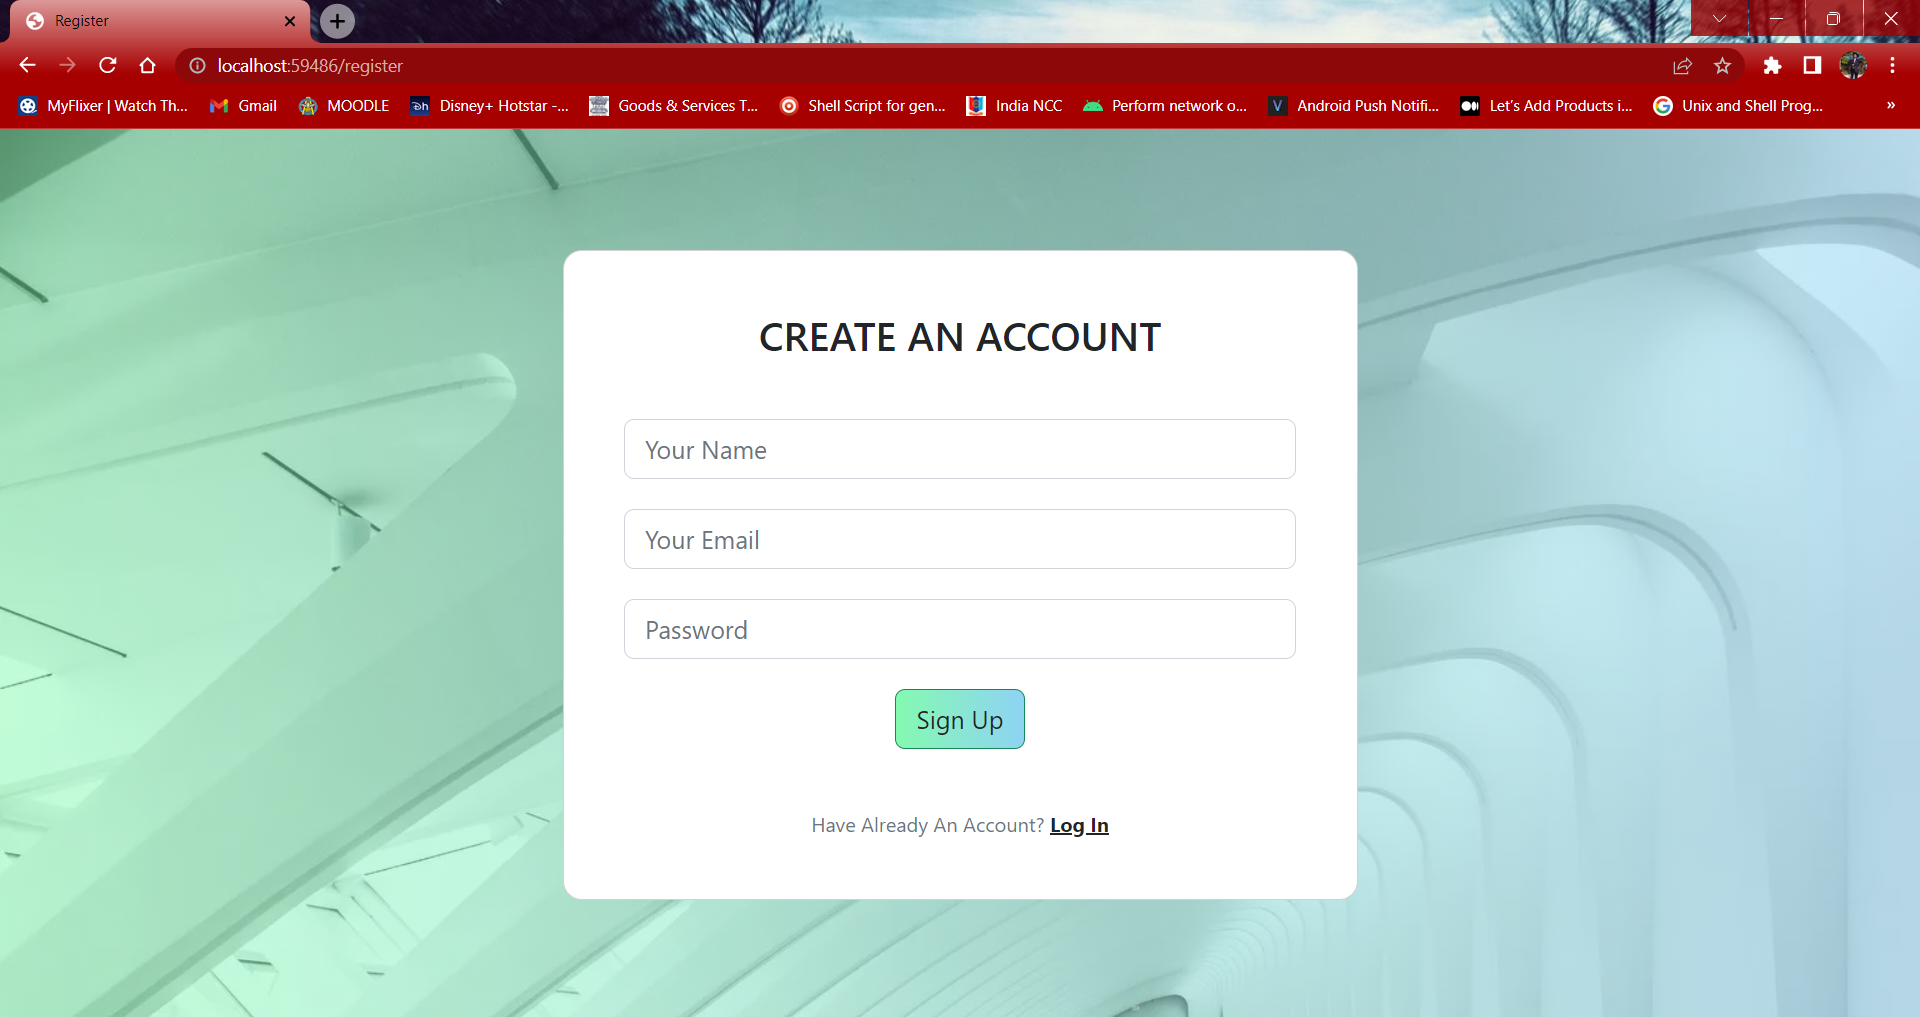 Register
localhost:59486/register
MyFlixer | Watch Th...
Gmail
MOODLE
Disney+ Hotstar -...
Goods & Services T...
Shell Script for gen...
India NCC
Perform network o...
Android Push Notifi...
Let's Add Products i...
Unix and Shell Prog...
CREATE AN ACCOUNT
Your Name
Your Email
Password
Sign Up
Have Already An Account? Log In